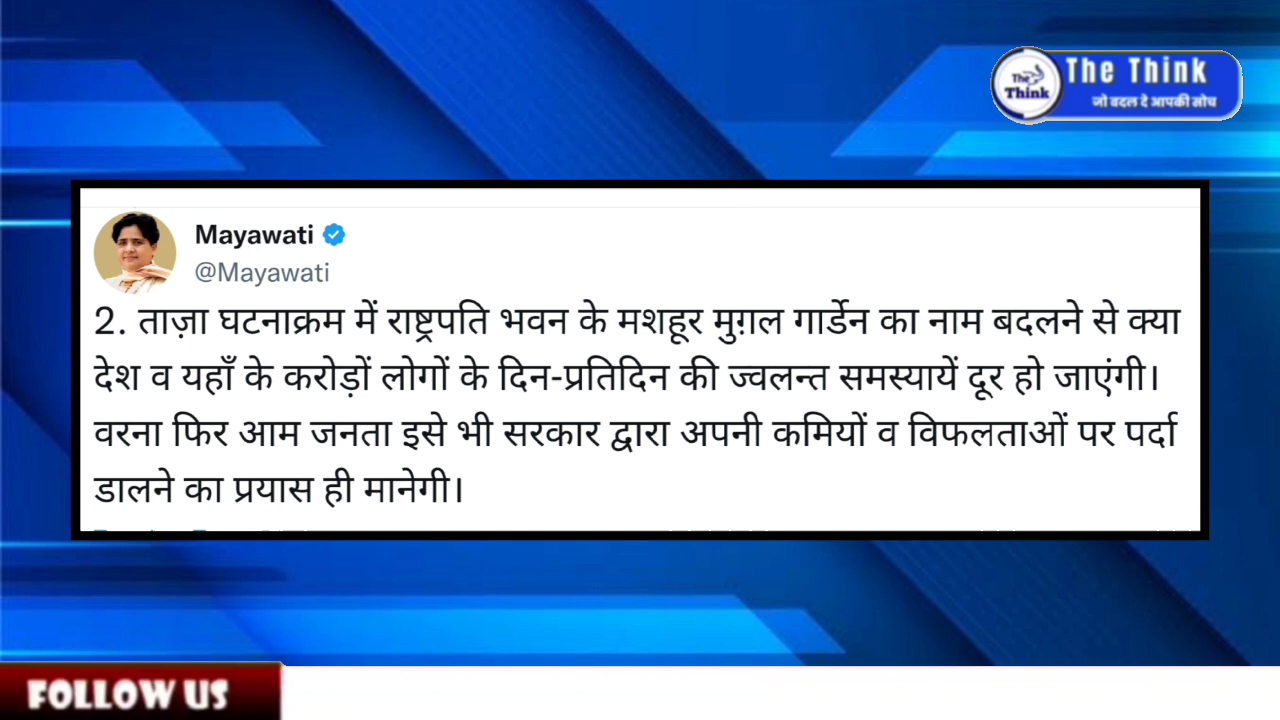 The Think
The
Think
जो बदल दे आपकी सोच
Mayawati
@Mayawati
2. ताज़ा घटनाक्रम में राष्ट्रपति भवन के मशहूर मुग़ल गार्डेन का नाम बदलने से क्या
देश व यहाँ के करोड़ों लोगों के दिन-प्रतिदिन की ज्वलन्त समस्यायें दूर हो जाएंगी।
वरना फिर आम जनता इसे भी सरकार द्वारा अपनी कमियों व विफलताओं पर पर्दा
डालने का प्रयास ही मानेगी।
FOLLOW US